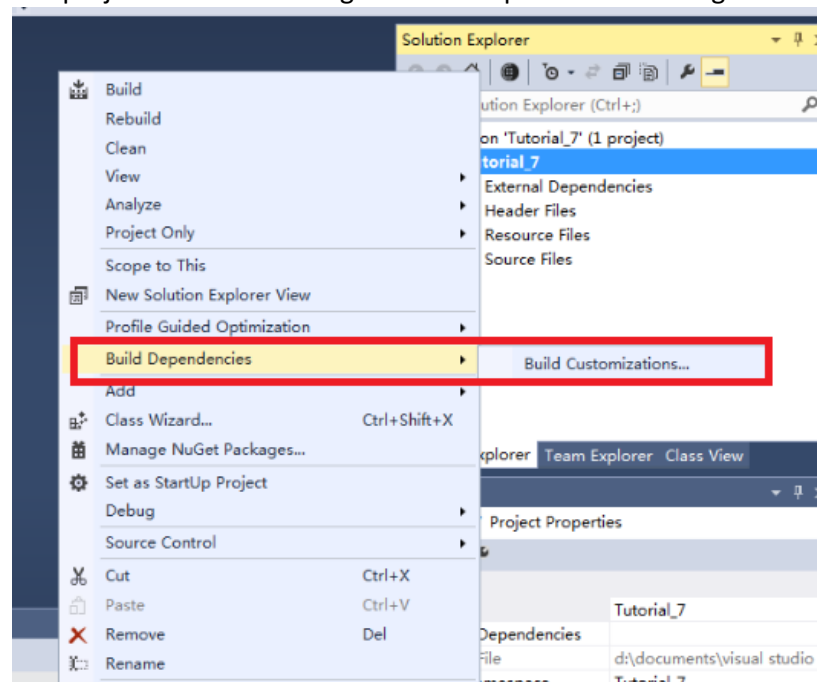 Solution Explorer
Build
Rebuild
Clean
View
Analyze
Project Only
Scope to This
New Solution Explorer View
Profile Guided Optimization
Build Dependencies
Build Customizations...
Add
Class Wizard... Ctrl+Shift+X
Manage NuGet Packages...
Set as StartUp Project
Debug
Source Control
Cut Ctrl+X
Paste Ctrl+V
Remove Del
Rename
ution Explorer (Ctrl+;)
on 'Tutorial_7' (1 project)
torial_7
External Dependencies
Header Files
Resource Files
Source Files
xplorer Team Explorer Class View
Project Properties
Tutorial_7
Dependencies
File d:\documents\visual studio